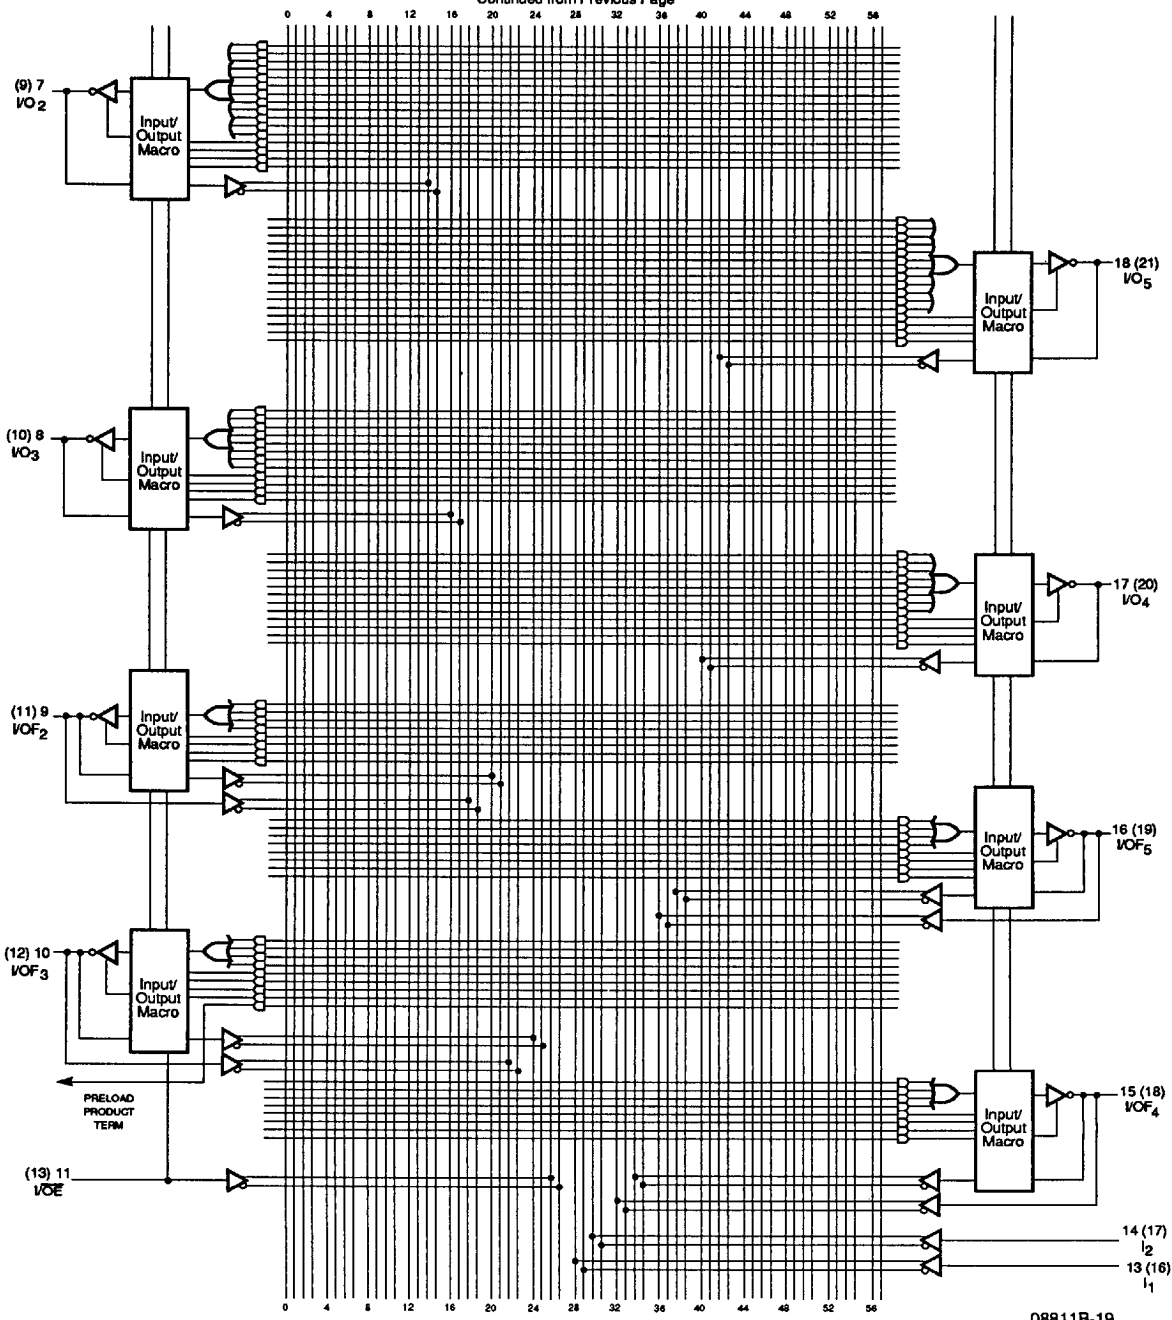 Continued from Previous Page
0 4 8 12 16 20 24 28 32 36 40 44 48 52 56
(9) 7
I/O2
Input/
Output
Macro
18 (21)
I/O5
Input/
Output
Macro
(10) 8
I/O3
Input/
Output
Macro
17 (20)
I/O4
Input/
Output
Macro
(11) 9
I/OF2
Input/
Output
Macro
16 (19)
I/OF5
Input/
Output
Macro
(12) 10
I/OF3
Input/
Output
Macro
PRELOAD
PRODUCT
TERM
15 (18)
I/OF4
Input/
Output
Macro
(13) 11
I/OE
14 (17)
I2
13 (16)
I1
0 4 8 12 16 20 24 28 32 36 40 44 48 52 56
08811B-19